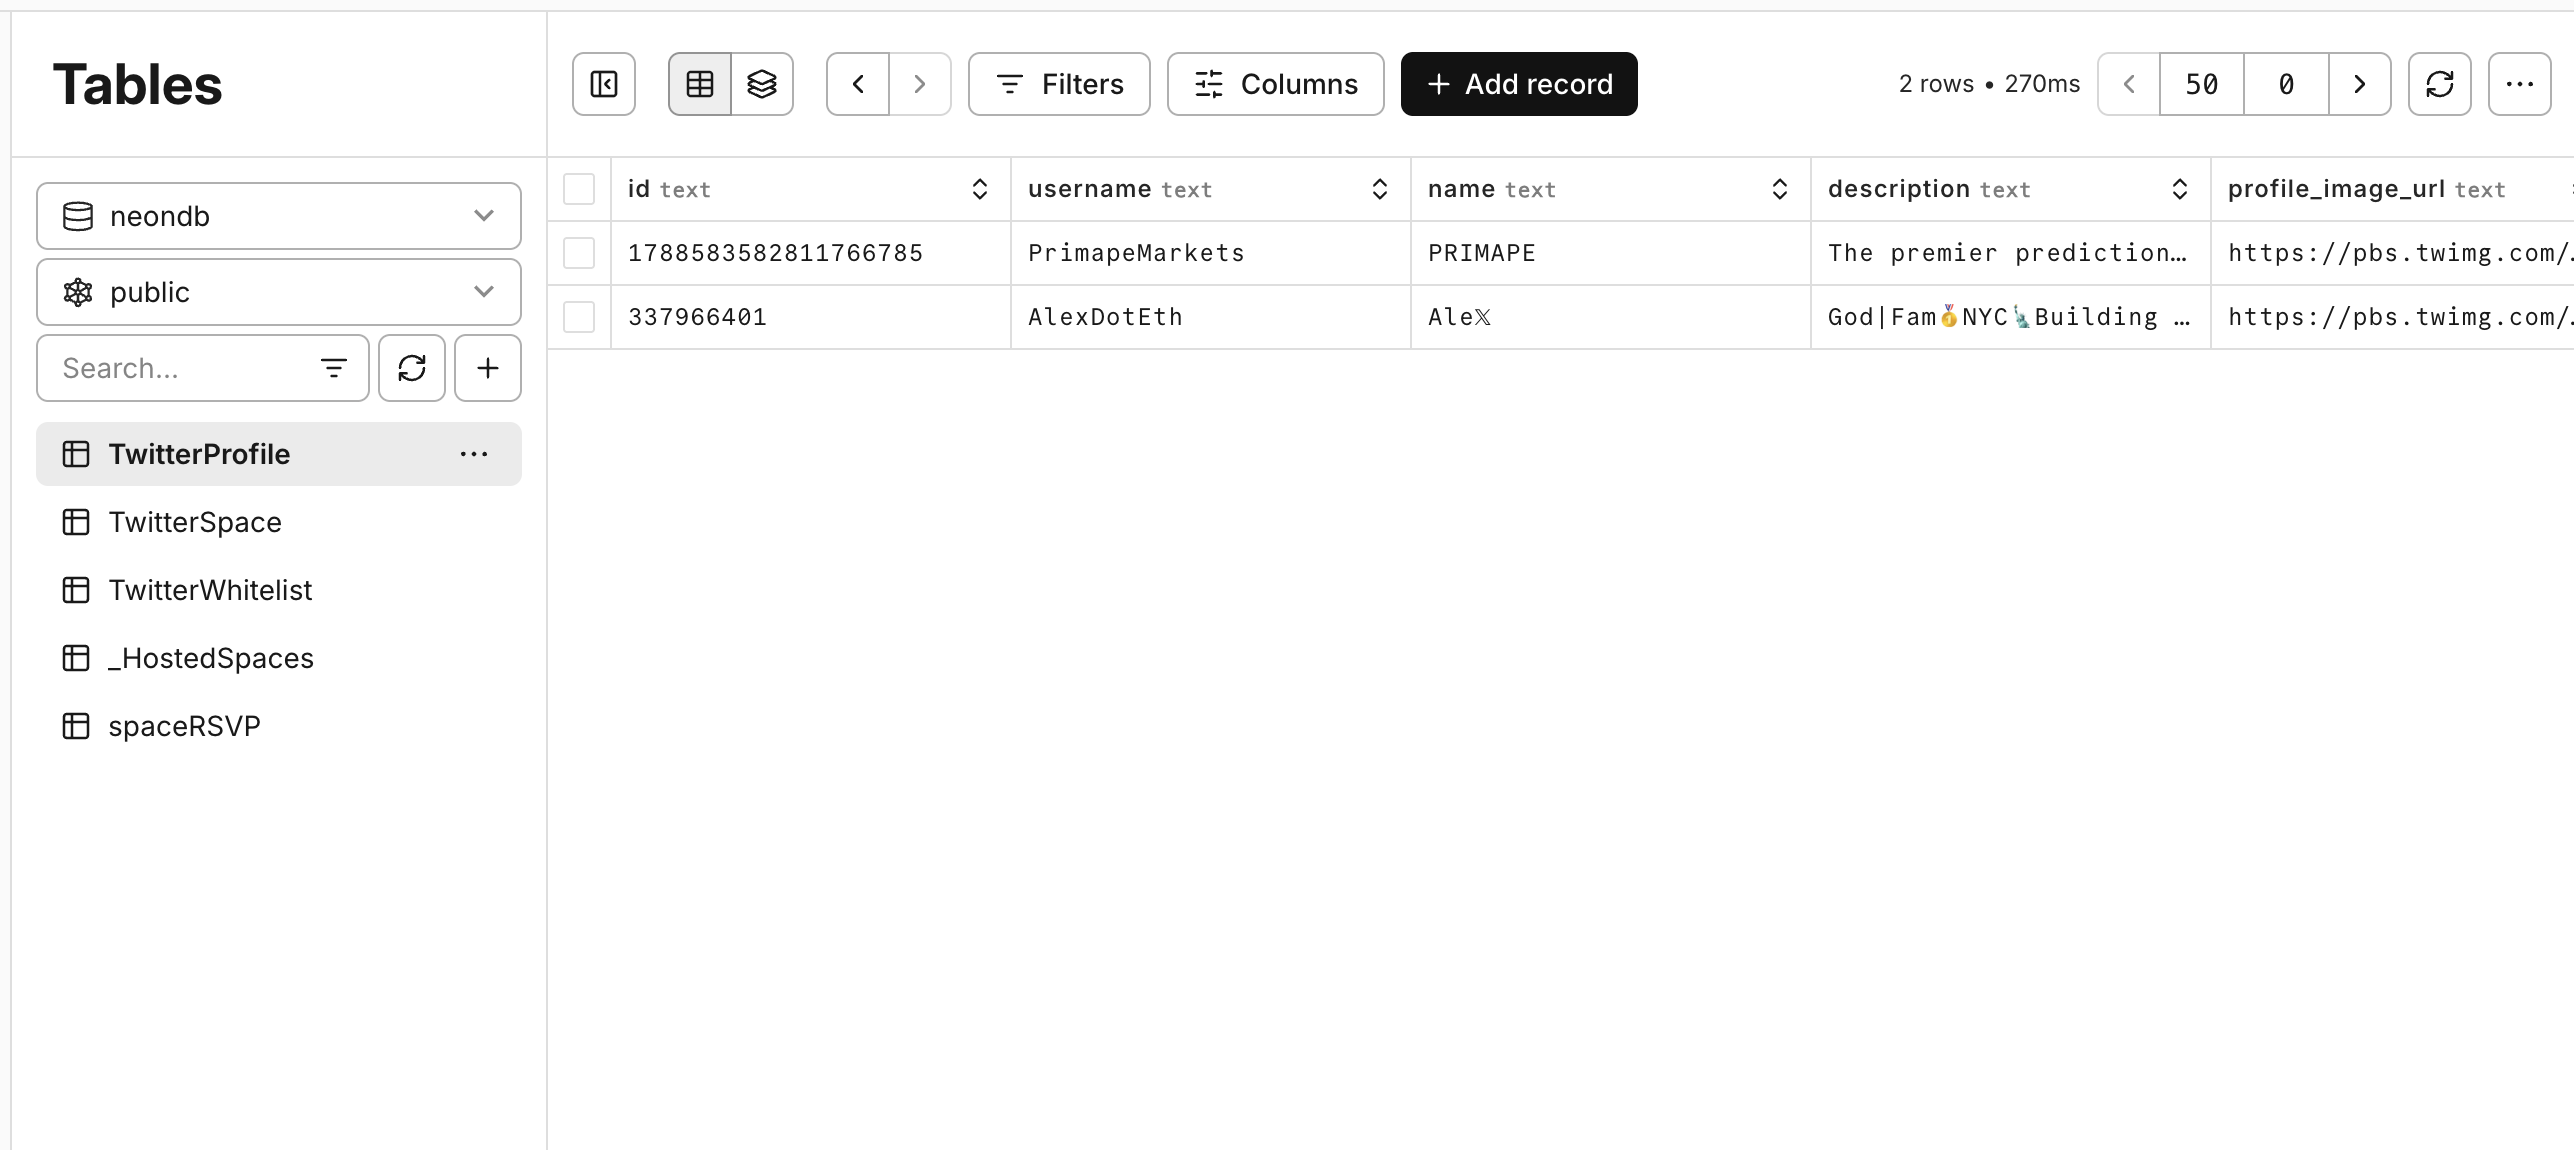 Tables
Filters
Columns
Add record
2 rows • 270ms
50
0
neondb
public
Search...
TwitterProfile
TwitterSpace
TwitterWhitelist
_HostedSpaces
spaceRSVP
id text username text name text description text profile_image_url text
1788583582811766785 PrimapeMarkets PRIMAPE The premier prediction… https://pbs.twimg.com/…
337966401 AlexDotEth Ale𝕏 God|Fam🥇NYC🗽Building … https://pbs.twimg.com/…